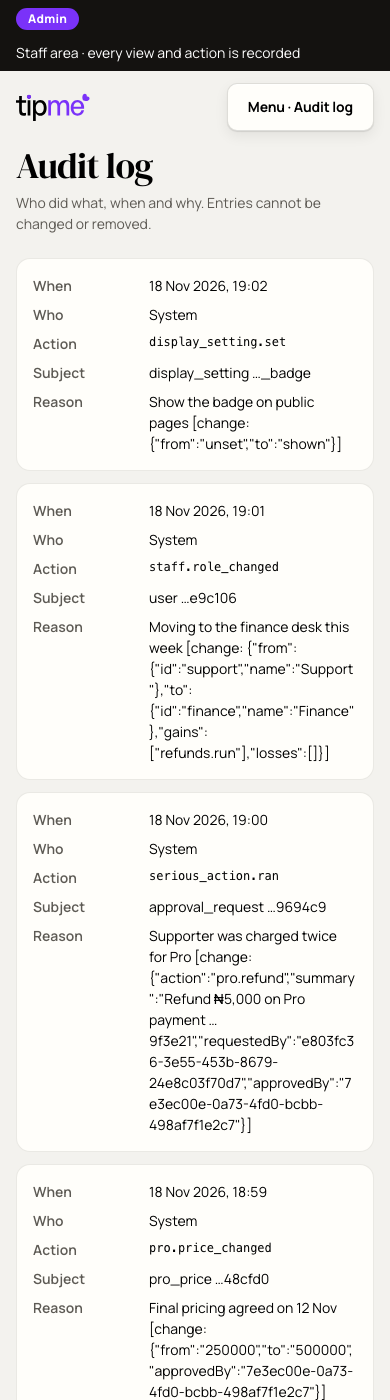 Admin
Staff area · every view and action is recorded
tipme
Menu · Audit log
Audit log
Who did what, when and why. Entries cannot be
changed or removed.
When 18 Nov 2026, 19:02
Who System
Action display_setting.set
Subject display_setting …_badge
Reason Show the badge on public
pages [change:
{"from":"unset","to":"shown"}]
When 18 Nov 2026, 19:01
Who System
Action staff.role_changed
Subject user …e9c106
Reason Moving to the finance desk this
week [change: {"from":
{"id":"support","name":"Support
"},"to":
{"id":"finance","name":"Finance"
},"gains":
["refunds.run"],"losses":[]}]
When 18 Nov 2026, 19:00
Who System
Action serious_action.ran
Subject approval_request …9694c9
Reason Supporter was charged twice
for Pro [change:
{"action":"pro.refund","summary
":"Refund ₦5,000 on Pro
payment …
9f3e21","requestedBy":"e803fc3
6-3e55-453b-8679-
24e8c03f70d7","approvedBy":"7
e3ec00e-0a73-4fd0-bcbb-
498af7f1e2c7"}]
When 18 Nov 2026, 18:59
Who System
Action pro.price_changed
Subject pro_price …48cfd0
Reason Final pricing agreed on 12 Nov
[change:
{"from":"250000","to":"500000",
"approvedBy":"7e3ec00e-0a73-
4fd0-bcbb-498af7f1e2c7"}]